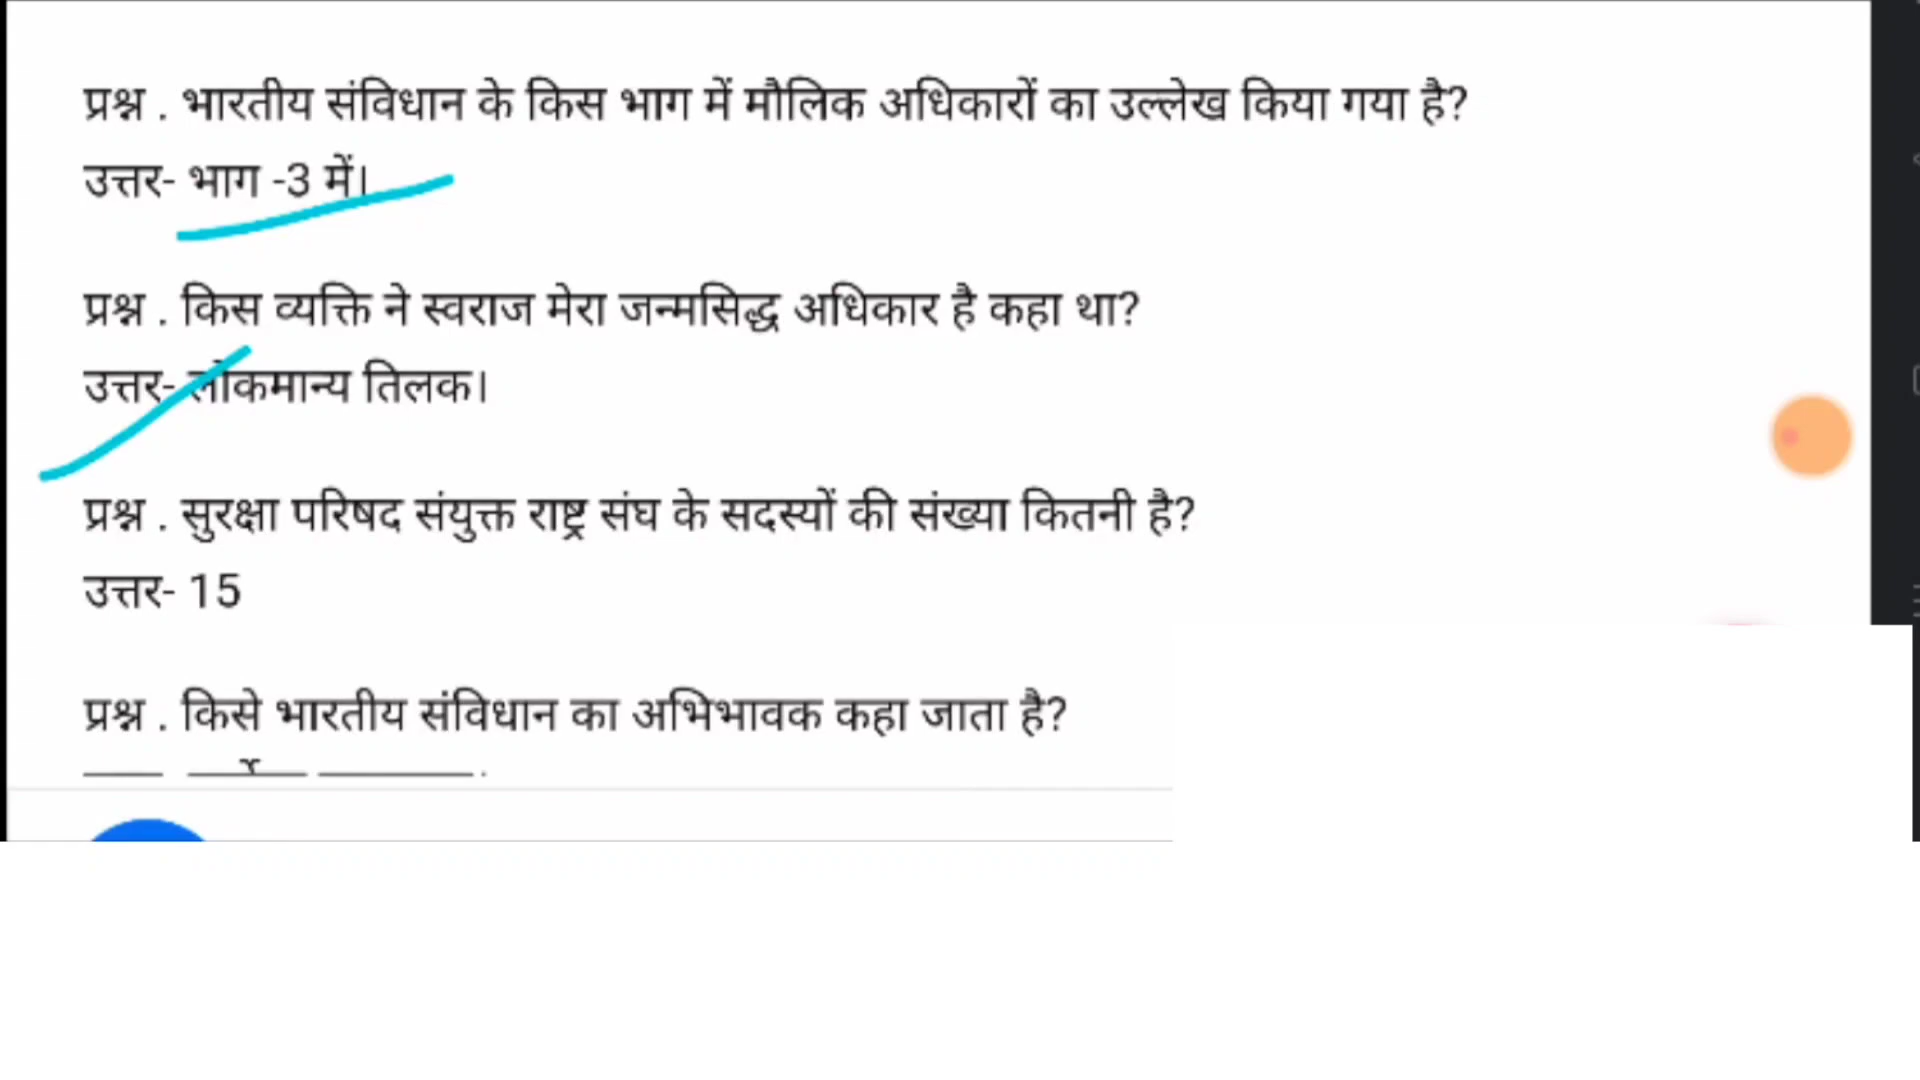 प्रश्न . भारतीय संविधान के किस भाग में मौलिक अधिकारों का उल्लेख किया गया है?
उत्तर- भाग -3 में।
प्रश्न . किस व्यक्ति ने स्वराज मेरा जन्मसिद्ध अधिकार है कहा था?
उत्तर- लोकमान्य तिलक।
प्रश्न . सुरक्षा परिषद संयुक्त राष्ट्र संघ के सदस्यों की संख्या कितनी है?
उत्तर- 15
प्रश्न . किसे भारतीय संविधान का अभिभावक कहा जाता है?